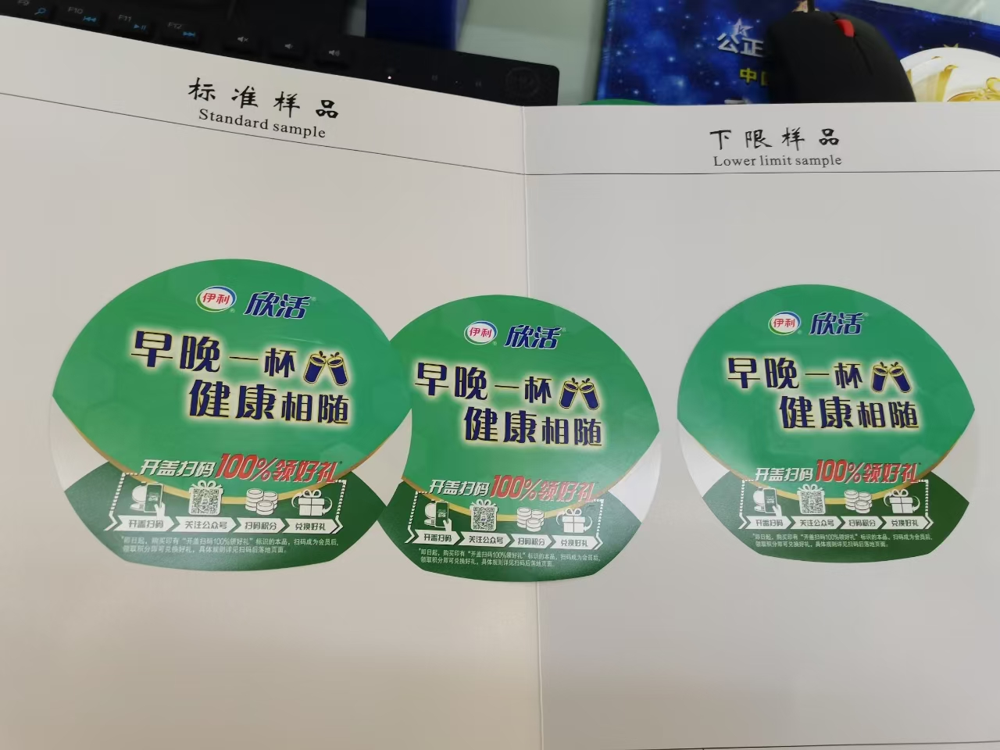 F9
F10
F11
F12
公正
中
标准样品
Standard sample
下限样品
Lower limit sample
伊利 欣活
早晚一杯
健康相随
开盖扫码100%领好礼*
开盖扫码 关注公众号 扫码积分 兑换好礼
*即日起，购买印有“开盖扫码100%领好礼”标识的本品，扫码成为会员后，
领取积分即可兑换好礼，具体规则详见扫码后落地页面。
伊利 欣活
早晚一杯
健康相随
开盖扫码100%领好礼*
开盖扫码 关注公众号 扫码积分 兑换好礼
*即日起，购买印有“开盖扫码100%领好礼”标识的本品，扫码成为会员后，
领取积分即可兑换好礼，具体规则详见扫码后落地页面。
伊利 欣活
早晚一杯
健康相随
开盖扫码100%领好礼*
开盖扫码 关注公众号 扫码积分 兑换好礼
*即日起，购买印有“开盖扫码100%领好礼”标识的本品，扫码成为会员后，
领取积分即可兑换好礼，具体规则详见扫码后落地页面。